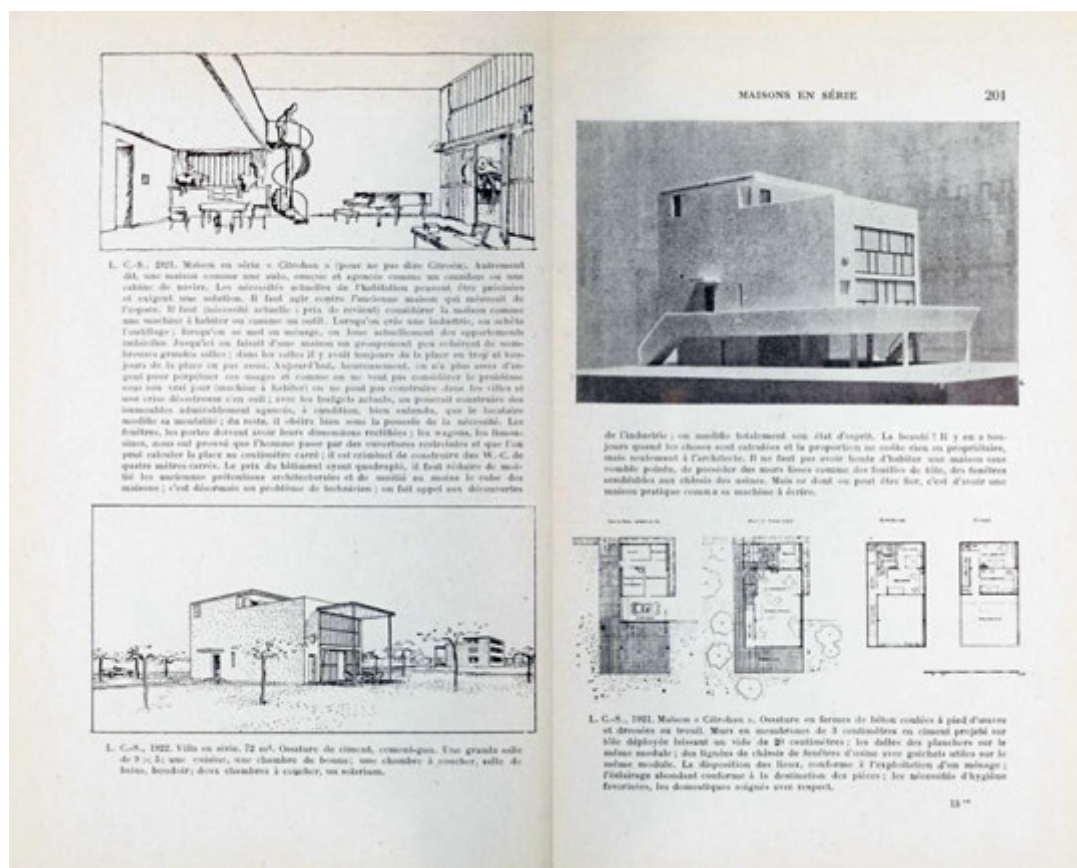 L. C.-S., 1921. Maison en série « Citrohan » (pour ne pas dire Citroën). Autrement
dit, une maison comme une auto, conçue et agencée comme un omnibus ou une
cabine de navire. Les nécessités actuelles de l'habitation peuvent être précisées
et exigent une solution. Il faut agir contre l'ancienne maison qui mésusait de
l'espace. Il faut (nécessité actuelle : prix de revient) considérer la maison comme
une machine à habiter ou comme un outil. Lorsqu'on crée une industrie, on achète
l'outillage ; lorsqu'on se met en ménage, on loue actuellement des appartements
imbéciles. Jusqu'ici on faisait d'une maison un groupement peu cohérent de nom-
breuses grandes salles ; dans les salles il y avait toujours de la place en trop et tou-
jours de la place en pas assez. Aujourd'hui, heureusement, on n'a plus assez d'ar-
gent pour perpétuer ces usages et comme on ne veut pas considérer le problème
sous son vrai jour (machine à habiter) on ne peut pas construire dans les villes et
une crise désastreuse s'en suit ; avec les budgets actuels, on pourrait construire des
immeubles admirablement agencés, à condition, bien entendu, que le locataire
modifie sa mentalité ; du reste, il obéira bien sous la poussée de la nécessité. Les
fenêtres, les portes doivent avoir leurs dimensions rectifiées ; les wagons, les limou-
sines, nous ont prouvé que l'homme passe par des ouvertures restreintes et que l'on
peut calculer la place au centimètre carré ; il est criminel de construire des W. C. de
quatre mètres carrés. Le prix du bâtiment ayant quadruplé, il faut réduire de moi-
tié les anciennes prétentions architecturales et de moitié au moins le cube des
maisons ; c'est désormais un problème de technicien ; on fait appel aux découvertes
L. C.-S., 1922. Villa en série, 72 m². Ossature de ciment, cement-gun. Une grande salle
de 9 × 5 ; une cuisine, une chambre de bonne ; une chambre à coucher, salle de
bains, boudoir ; deux chambres à coucher, un solarium.
MAISONS EN SÉRIE 201
de l'industrie ; on modifie totalement son état d'esprit. La beauté ? Il y en a tou-
jours quand les choses sont calculées et la proportion ne coûte rien au propriétaire,
mais seulement à l'architecte. Il ne faut pas avoir honte d'habiter une maison sans
comble pointu, de posséder des murs lisses comme des feuilles de tôle, des fenêtres
semblables aux châssis des usines. Mais ce dont on peut être fier, c'est d'avoir une
maison pratique comme sa machine à écrire.
L. C.-S., 1921. Maison « Citrohan ». Ossature en fermes de béton coulées à pied d'œuvre
et dressées au treuil. Murs en membranes de 3 centimètres en ciment projeté sur
tôle déployée laissant un vide de 20 centimètres ; les dalles des planchers sur le
même module ; des lignées de châssis de fenêtres d'usine avec guichets utiles sur le
même module. La disposition des lieux, conforme à l'exploitation d'un ménage ;
l'éclairage abondant conforme à la destination des pièces ; les nécessités d'hygiène
favorisées, les domestiques soignés avec respect.
13